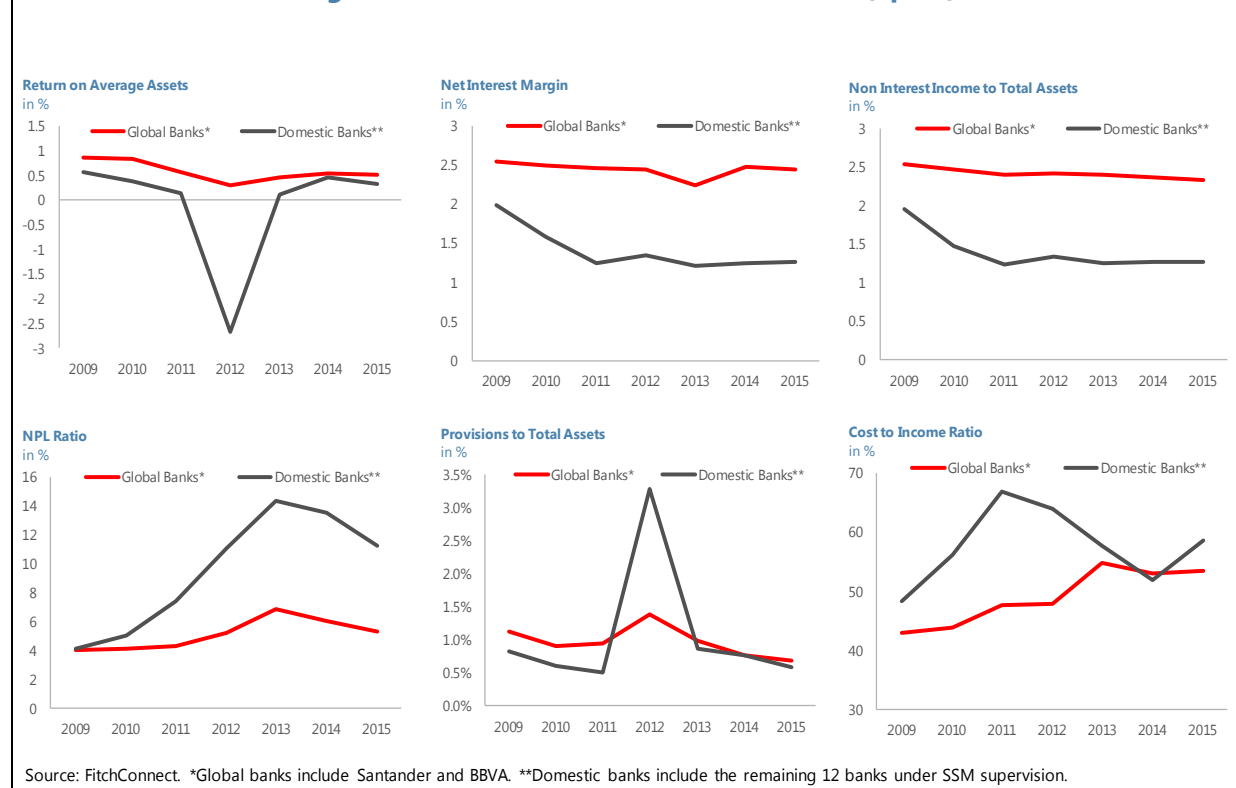 Return on Average Assets
in %
Global Banks*
Domestic Banks**
1.5
1
0.5
0
-0.5
-1
-1.5
-2
-2.5
-3
2009 2010 2011 2012 2013 2014 2015
Net Interest Margin
in %
Global Banks*
Domestic Banks**
3
2.5
2
1.5
1
0.5
0
2009 2010 2011 2012 2013 2014 2015
Non Interest Income to Total Assets
in %
Global Banks*
Domestic Banks**
3
2.5
2
1.5
1
0.5
0
2009 2010 2011 2012 2013 2014 2015
NPL Ratio
in %
Global Banks*
Domestic Banks**
16
14
12
10
8
6
4
2
0
2009 2010 2011 2012 2013 2014 2015
Provisions to Total Assets
in %
Global Banks*
Domestic Banks**
3.5%
3.0%
2.5%
2.0%
1.5%
1.0%
0.5%
0.0%
2009 2010 2011 2012 2013 2014 2015
Cost to Income Ratio
in %
Global Banks*
Domestic Banks**
70
60
50
40
30
2009 2010 2011 2012 2013 2014 2015
Source: FitchConnect. *Global banks include Santander and BBVA. **Domestic banks include the remaining 12 banks under SSM supervision.